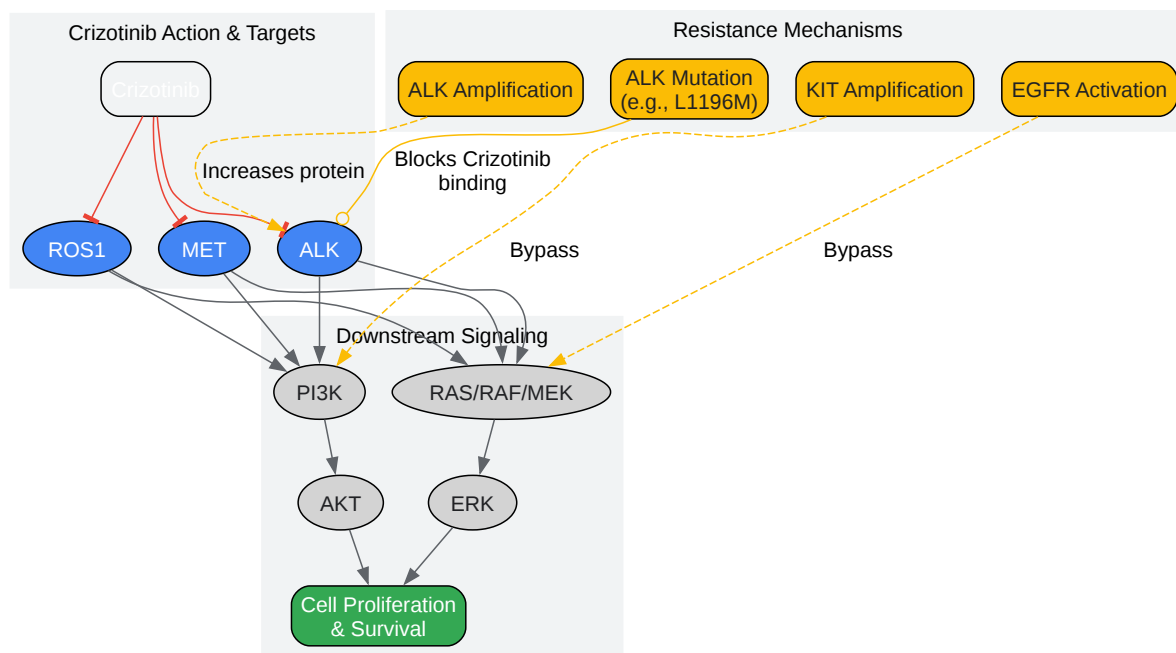 Crizotinib Action & Targets
Resistance Mechanisms
Crizotinib
ALK Amplification
ALK Mutation
(e.g., L1196M)
KIT Amplification
EGFR Activation
Increases protein
Blocks Crizotinib
binding
Bypass
Bypass
ROS1
MET
ALK
Downstream Signaling
PI3K
RAS/RAF/MEK
AKT
ERK
Cell Proliferation
& Survival